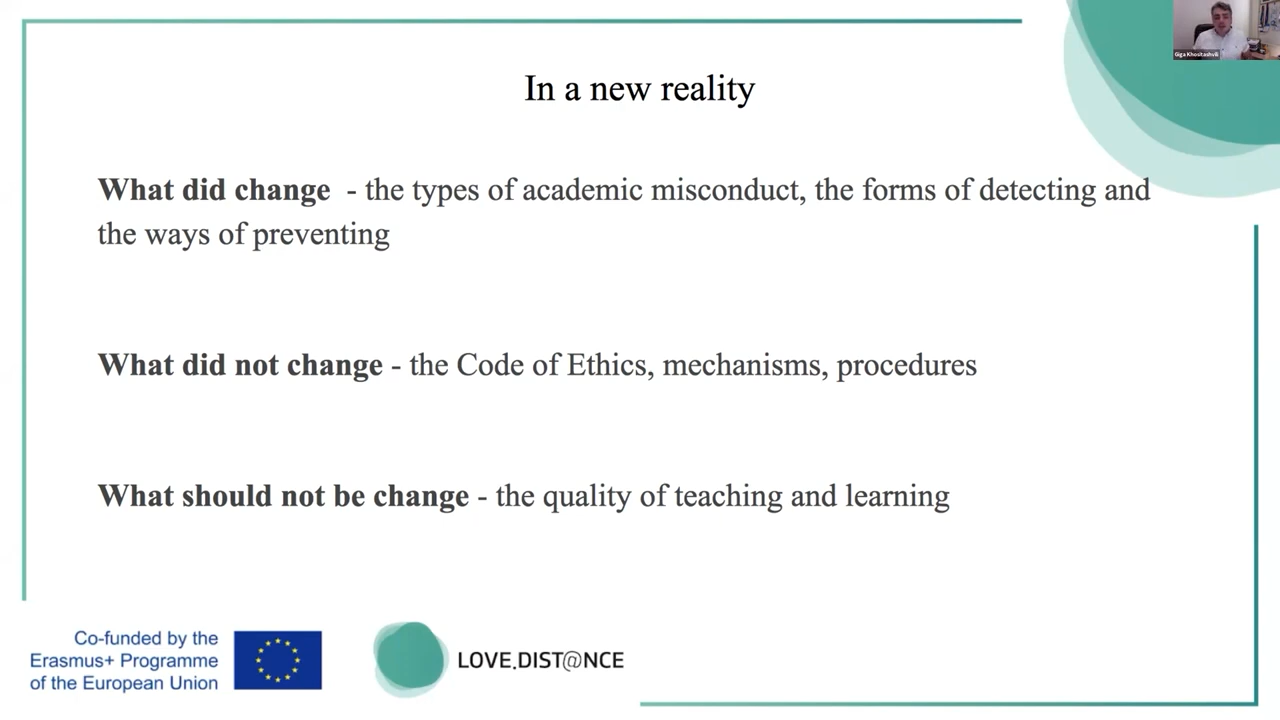 Giga Khositashvili
In a new reality
What did change - the types of academic misconduct, the forms of detecting and
the ways of preventing
What did not change - the Code of Ethics, mechanisms, procedures
What should not be change - the quality of teaching and learning
Co-funded by the
Erasmus+ Programme
of the European Union
LOVE.DIST@NCE